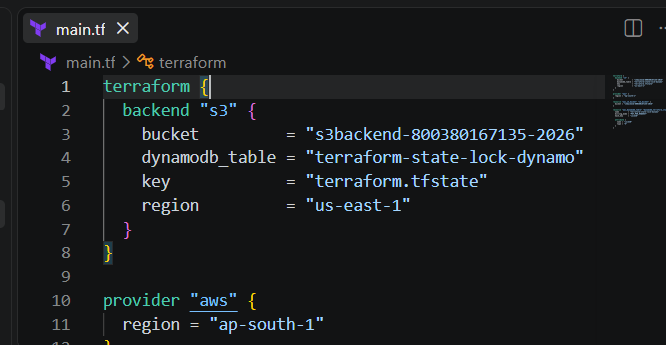 main.tf
main.tf > terraform
1 terraform {
2   backend "s3" {
3     bucket         = "s3backend-800380167135-2026"
4     dynamodb_table = "terraform-state-lock-dynamo"
5     key            = "terraform.tfstate"
6     region         = "us-east-1"
7   }
8 }
9
10 provider "aws" {
11   region = "ap-south-1"